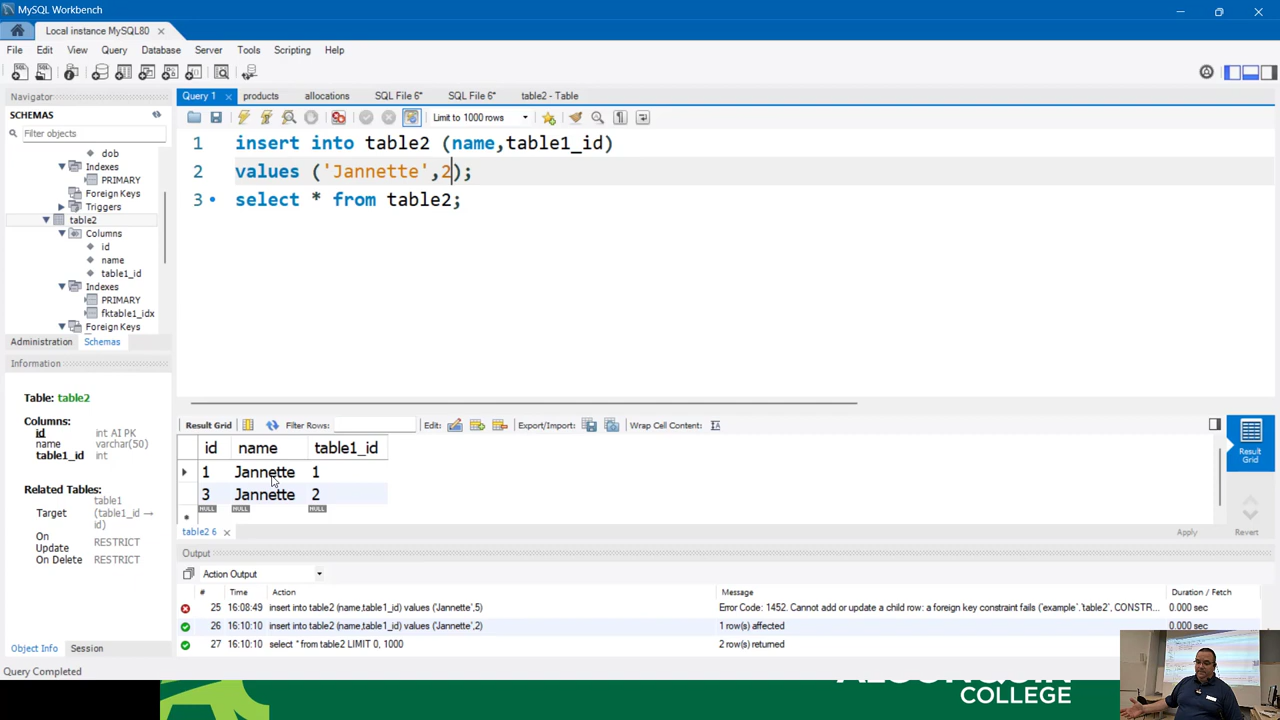 MySQL Workbench
Local instance MySQL80
File Edit View Query Database Server Tools Scripting Help
Navigator
SCHEMAS
Filter objects
dob
Indexes
PRIMARY
Foreign Keys
Triggers
table2
Columns
id
name
table1_id
Indexes
PRIMARY
fktable1_idx
Foreign Keys
Administration Schemas
Information
Table: table2
Columns:
id int AI PK
name varchar(50)
table1_id int
Related Tables:
Target table1 (table1_id → id)
On Update RESTRICT
On Delete RESTRICT
Object Info Session
Query 1 products allocations SQL File 6* SQL File 6* table2 - Table
Limit to 1000 rows
1 insert into table2 (name,table1_id)
2 values ('Jannette',2);
3 select * from table2;
Result Grid Filter Rows: Edit: Export/Import: Wrap Cell Content:
id name table1_id
1 Jannette 1
3 Jannette 2
NULL NULL NULL
Result Grid
table2 6 Apply Revert
Output
Action Output
# Time Action Message Duration / Fetch
25 16:08:49 insert into table2 (name,table1_id) values ('Jannette',5) Error Code: 1452. Cannot add or update a child row: a foreign key constraint fails (`example`.`table2`, CONSTR... 0.000 sec
26 16:10:10 insert into table2 (name,table1_id) values ('Jannette',2) 1 row(s) affected 0.000 sec
27 16:10:10 select * from table2 LIMIT 0, 1000 2 row(s) returned
Query Completed
COLLEGE